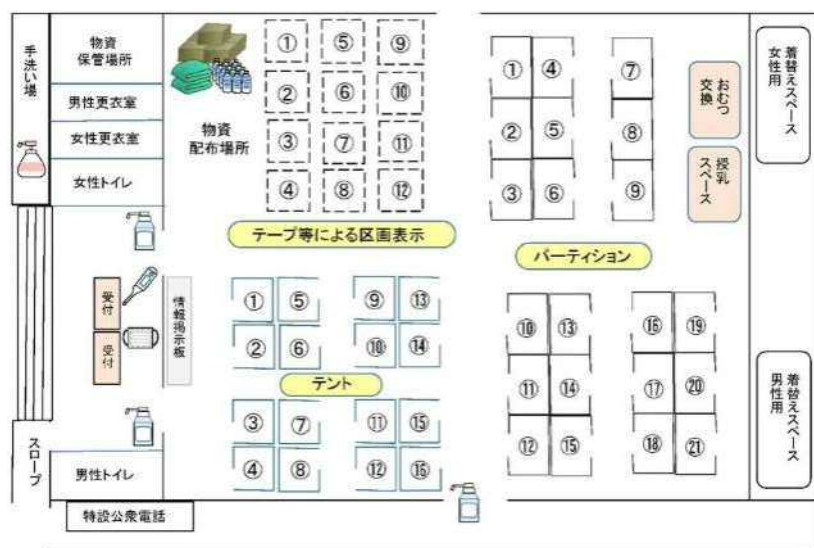 手洗い場
物資
保管場所
男性更衣室
女性更衣室
女性トイレ
物資
配布場所
① ⑤ ⑨
② ⑥ ⑩
③ ⑦ ⑪
④ ⑧ ⑫
テープ等による区画表示
① ④ ⑦
② ⑤ ⑧
③ ⑥ ⑨
パーティション
おむつ
交換
授乳
スペース
着替えスペース
女性用
受付
受付
情報掲示板
① ⑤ ⑨ ⑬
② ⑥ ⑩ ⑭
テント
③ ⑦ ⑪ ⑮
④ ⑧ ⑫ ⑯
⑩ ⑬ ⑯ ⑲
⑪ ⑭ ⑰ ⑳
⑫ ⑮ ⑱ ㉑
着替えスペース
男性用
スロープ
男性トイレ
特設公衆電話